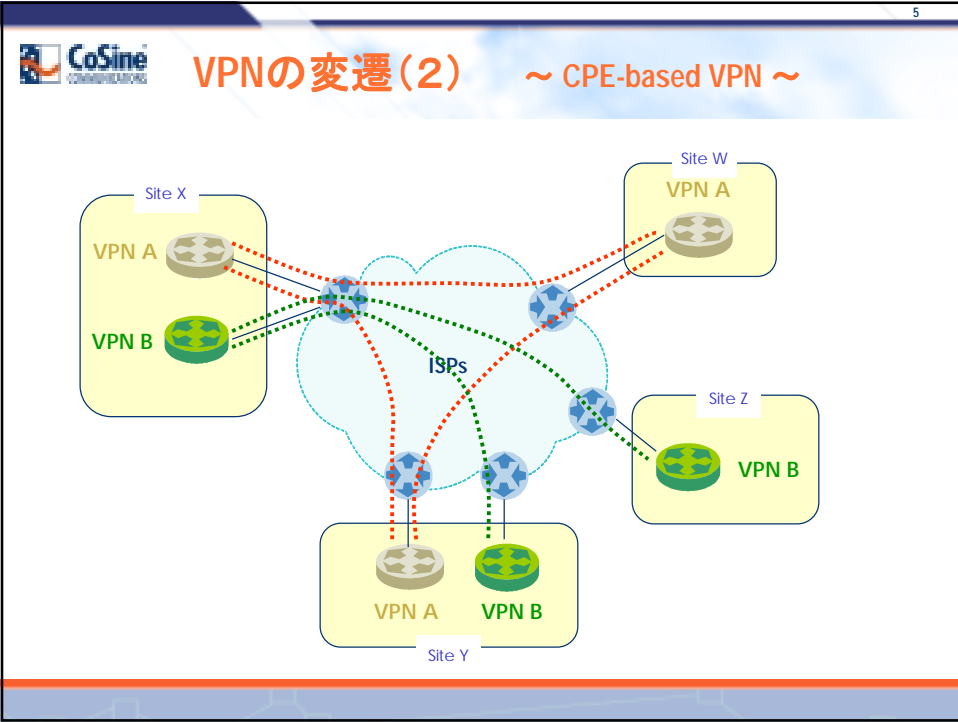 5
CoSine
COMMUNICATIONS
VPNの変遷(２) ～ CPE-based VPN ～
Site W
VPN A
Site X
VPN A
VPN B
ISPs
Site Z
VPN B
VPN A
VPN B
Site Y